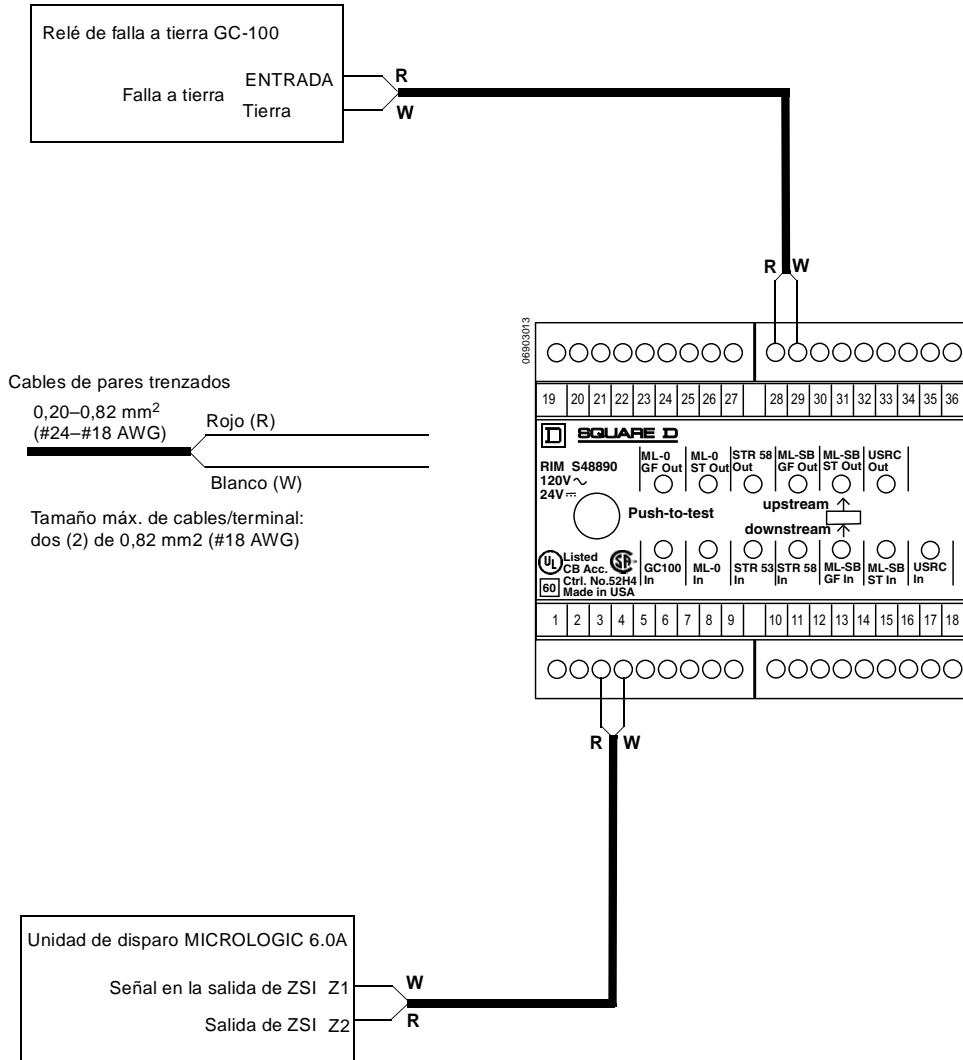 Relé de falla a tierra GC-100
Falla a tierra
ENTRADA
Tierra
R
W
R W
06903013
Cables de pares trenzados
0,20–0,82 mm2
(#24–#18 AWG)
Rojo (R)
Blanco (W)
Tamaño máx. de cables/terminal:
dos (2) de 0,82 mm2 (#18 AWG)
19 20 21 22 23 24 25 26 27 28 29 30 31 32 33 34 35 36
D SQUARE D
RIM S48890
120V ~
24V ⎓
ML-0 GF Out
ML-0 ST Out
STR 58 Out
ML-SB GF Out
ML-SB ST Out
USRC Out
Push-to-test
upstream
downstream
UL Listed
CB Acc.
Ctrl. No.52H4
60 Made in USA
SA
GC100 In
ML-0 In
STR 53 In
STR 58 In
ML-SB GF In
ML-SB ST In
USRC In
1 2 3 4 5 6 7 8 9 10 11 12 13 14 15 16 17 18
R W
Unidad de disparo MICROLOGIC 6.0A
Señal en la salida de ZSI Z1
Salida de ZSI Z2
W
R